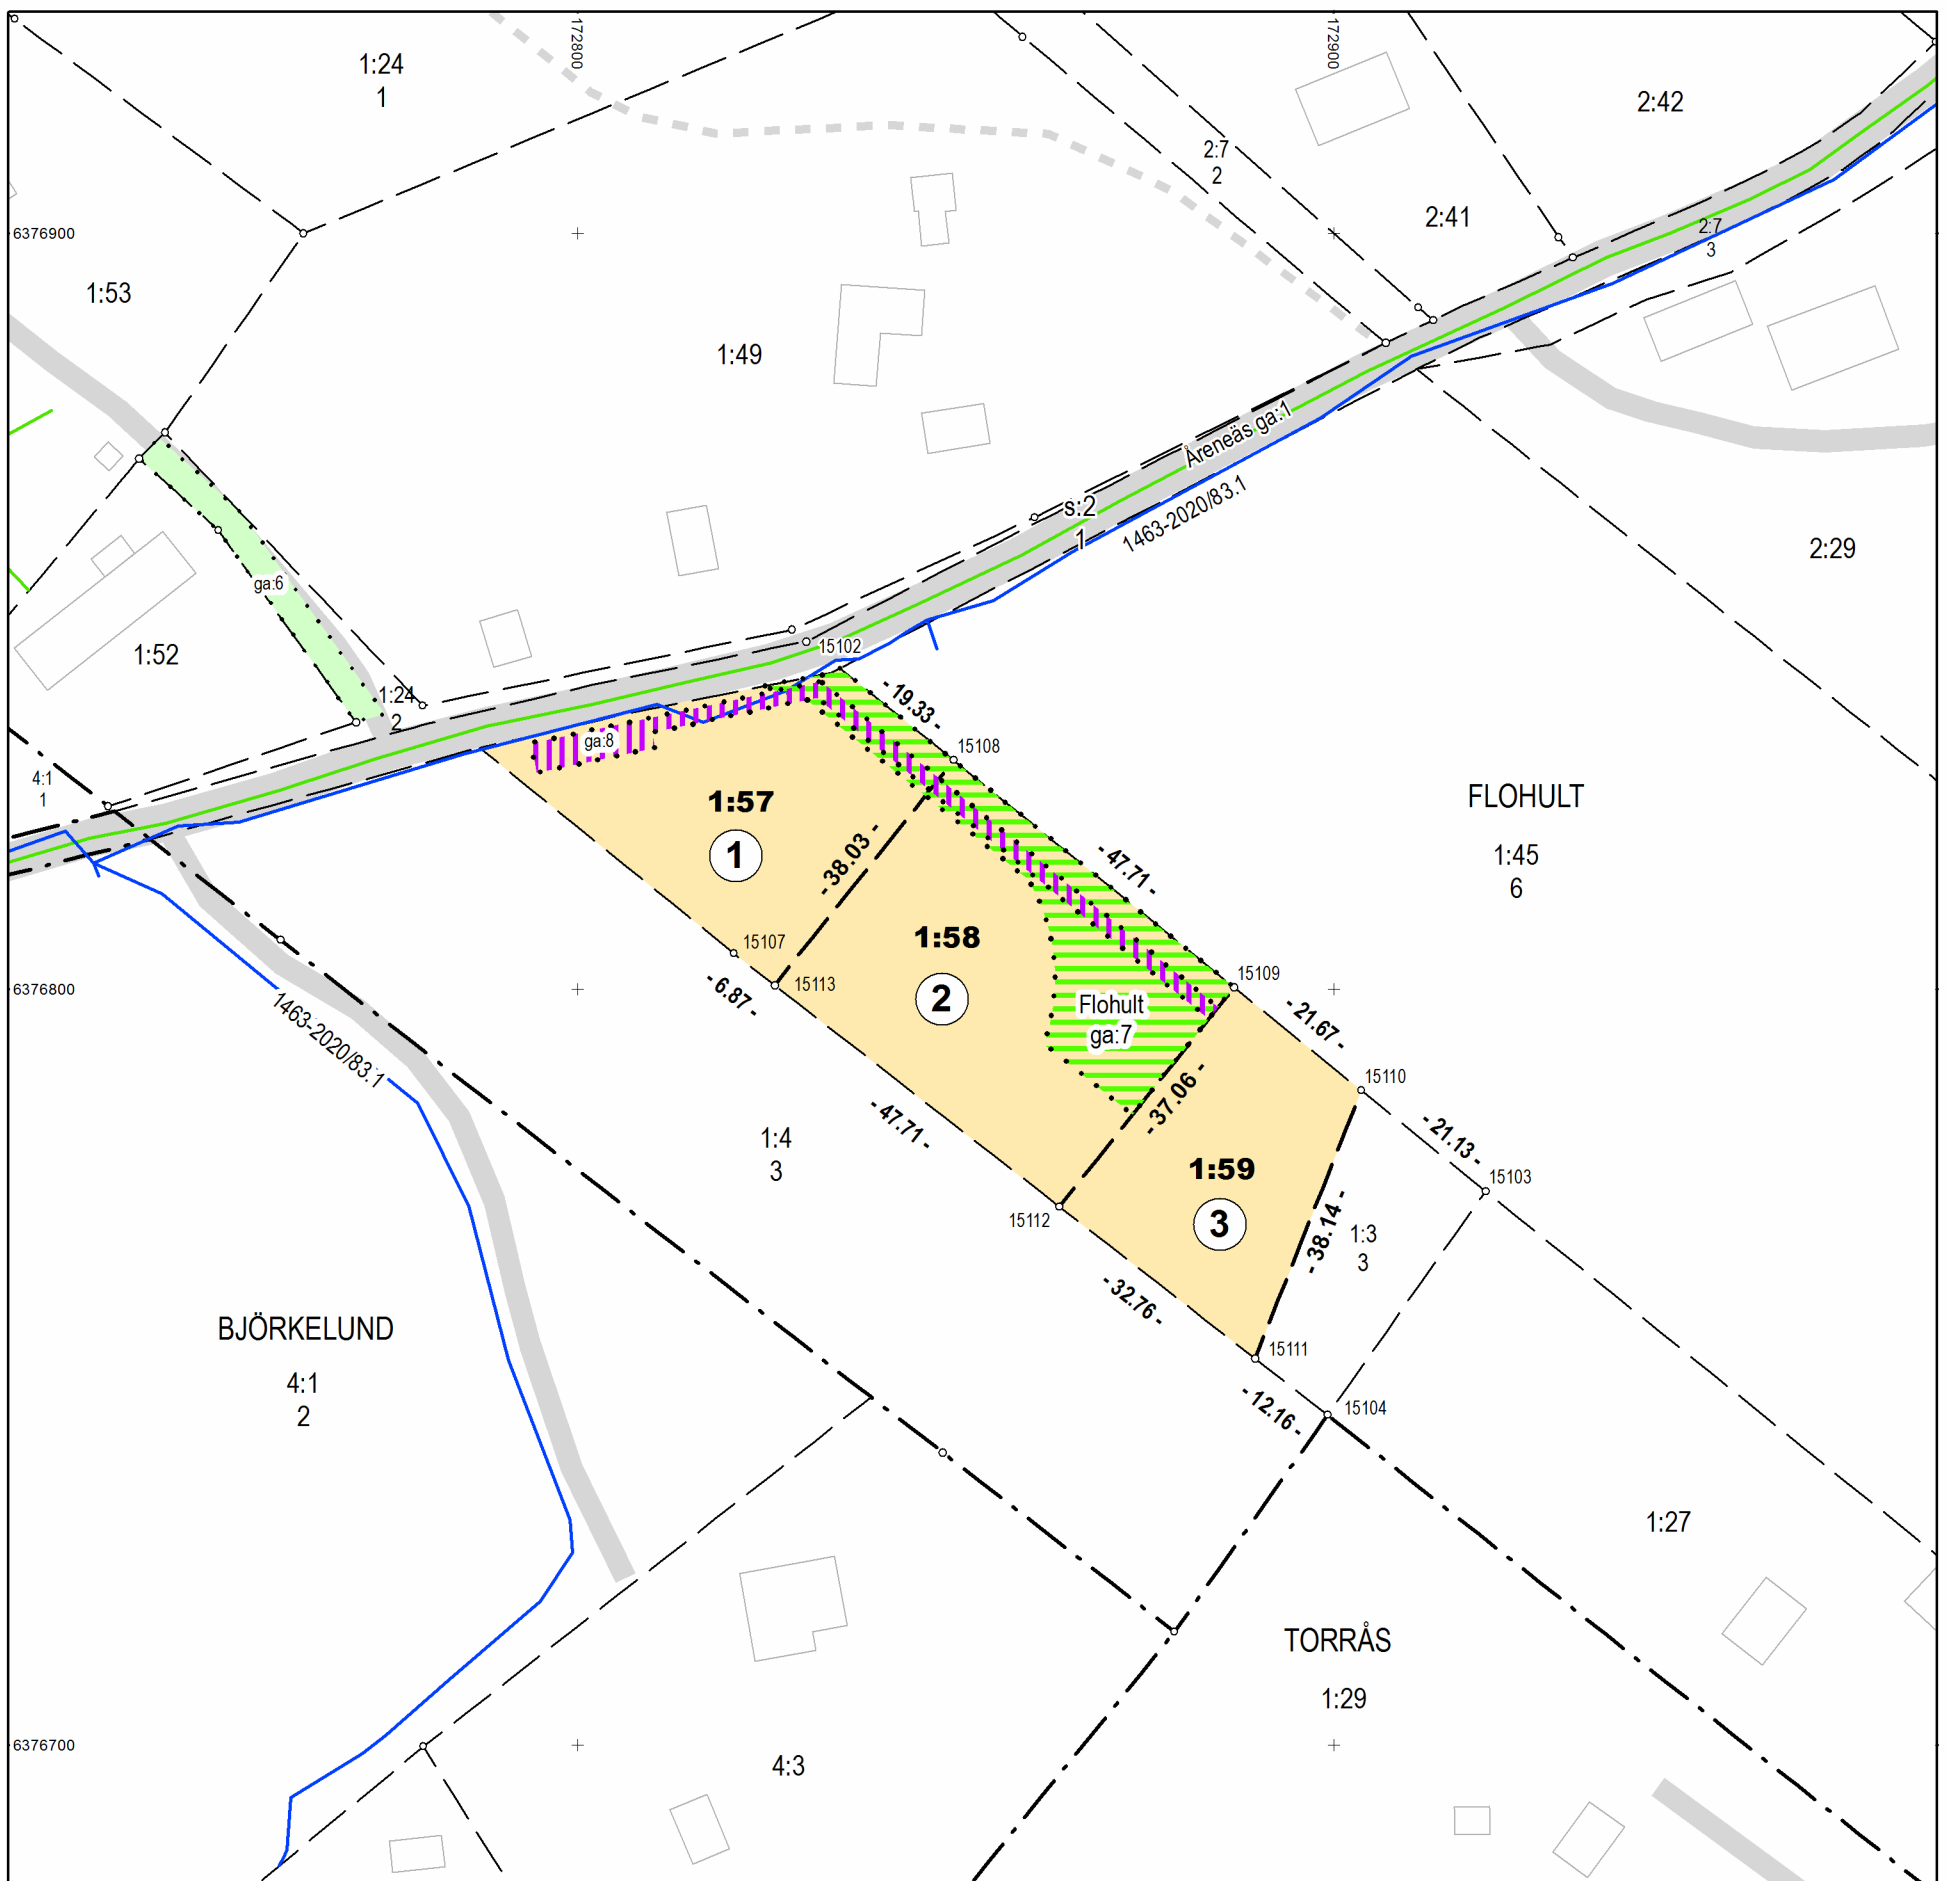 172800
172900
1:24
1
2:42
2:7
2
2:41
6376900
2:7
3
1:53
1:49
Åreneäs ga:1
s:2
1
1463-2020/83.1
2:29
ga:6
1:52
15102
1:24
2
- 19.33 -
ga:8
15108
4:1
1
FLOHULT
1:57
1
- 38.03 -
- 47.71 -
1:45
6
1:58
2
15107
15113
15109
6376800
- 6.87 -
Flohult
ga:7
- 21.67 -
1463-2020/83.1
15110
- 37.06 -
- 47.71 -
- 21.13 -
1:4
3
1:59
3
15103
15112
- 38.14 -
1:3
3
- 32.76 -
BJÖRKELUND
4:1
2
15111
- 12.16 -
15104
1:27
TORRÅS
1:29
6376700
4:3